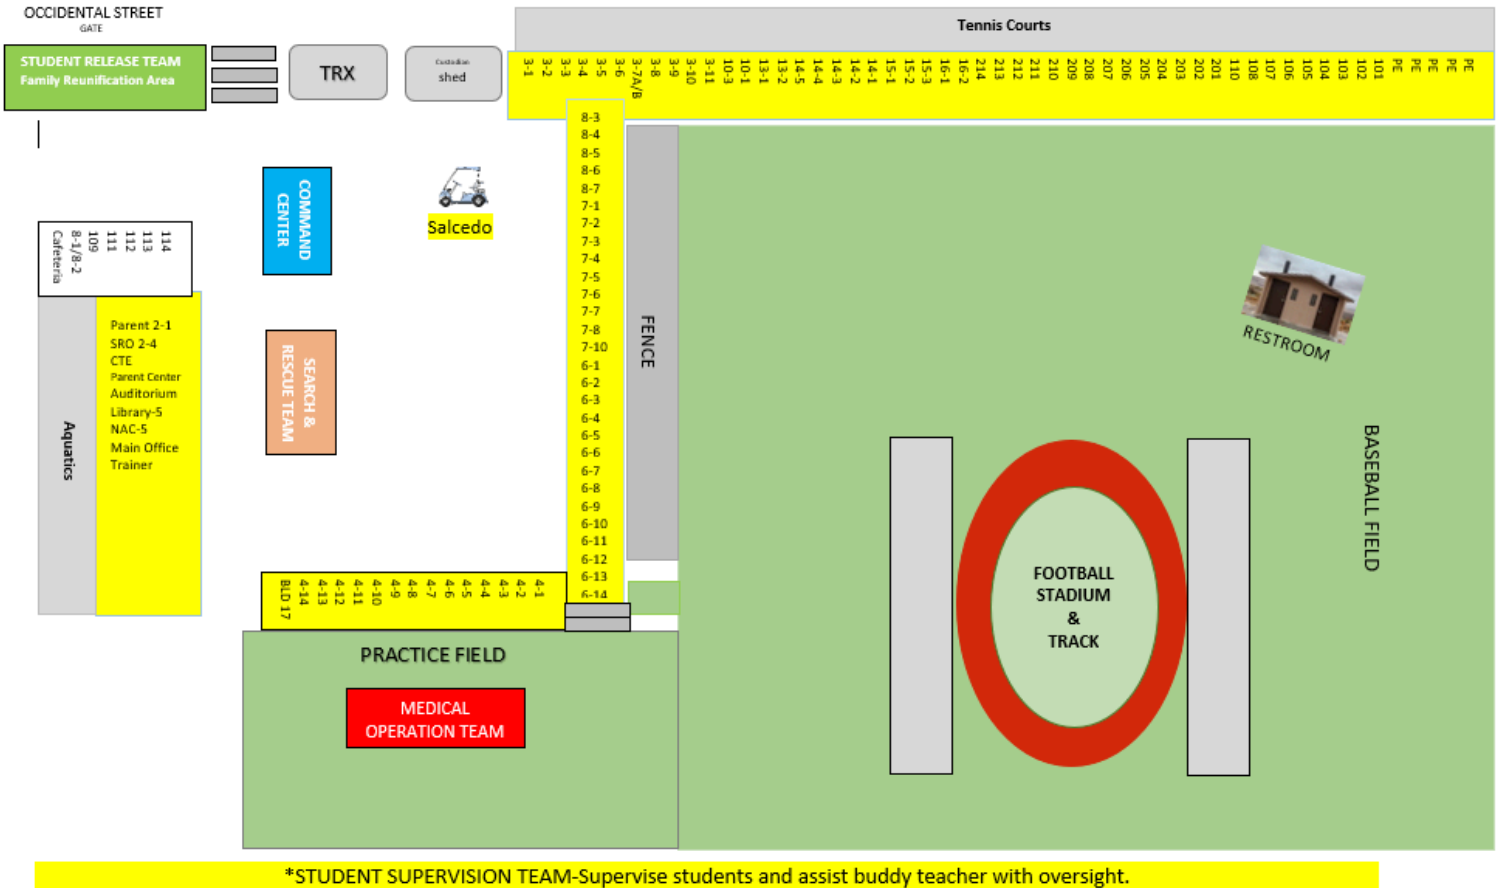 OCCIDENTAL STREET
GATE
STUDENT RELEASE TEAM
Family Reunification Area
TRX
Custodian
shed
Tennis Courts
3-1
3-2
3-3
3-4
3-5
3-6
3-7A/B
3-8
3-9
3-10
3-11
10-3
10-1
13-1
13-2
14-5
14-4
14-3
14-2
14-1
15-1
15-2
15-3
16-1
16-2
214
213
212
211
210
209
208
207
206
205
204
203
202
201
110
108
107
106
105
104
103
102
101
PE
PE
PE
PE
PE
8-3
8-4
8-5
8-6
8-7
7-1
7-2
7-3
7-4
7-5
7-6
7-7
7-8
7-10
6-1
6-2
6-3
6-4
6-5
6-6
6-7
6-8
6-9
6-10
6-11
6-12
6-13
6-14
COMMAND
CENTER
Salcedo
114
113
112
111
109
8-1/8-2
Cafeteria
Parent 2-1
SRO 2-4
CTE
Parent Center
Auditorium
Library-5
NAC-5
Main Office
Trainer
Aquatics
SEARCH &
RESCUE TEAM
FENCE
RESTROOM
BASEBALL FIELD
FOOTBALL
STADIUM
&
TRACK
BLD 17
4-14
4-13
4-12
4-11
4-10
4-9
4-8
4-7
4-6
4-5
4-4
4-3
4-2
4-1
PRACTICE FIELD
MEDICAL
OPERATION TEAM
*STUDENT SUPERVISION TEAM-Supervise students and assist buddy teacher with oversight.